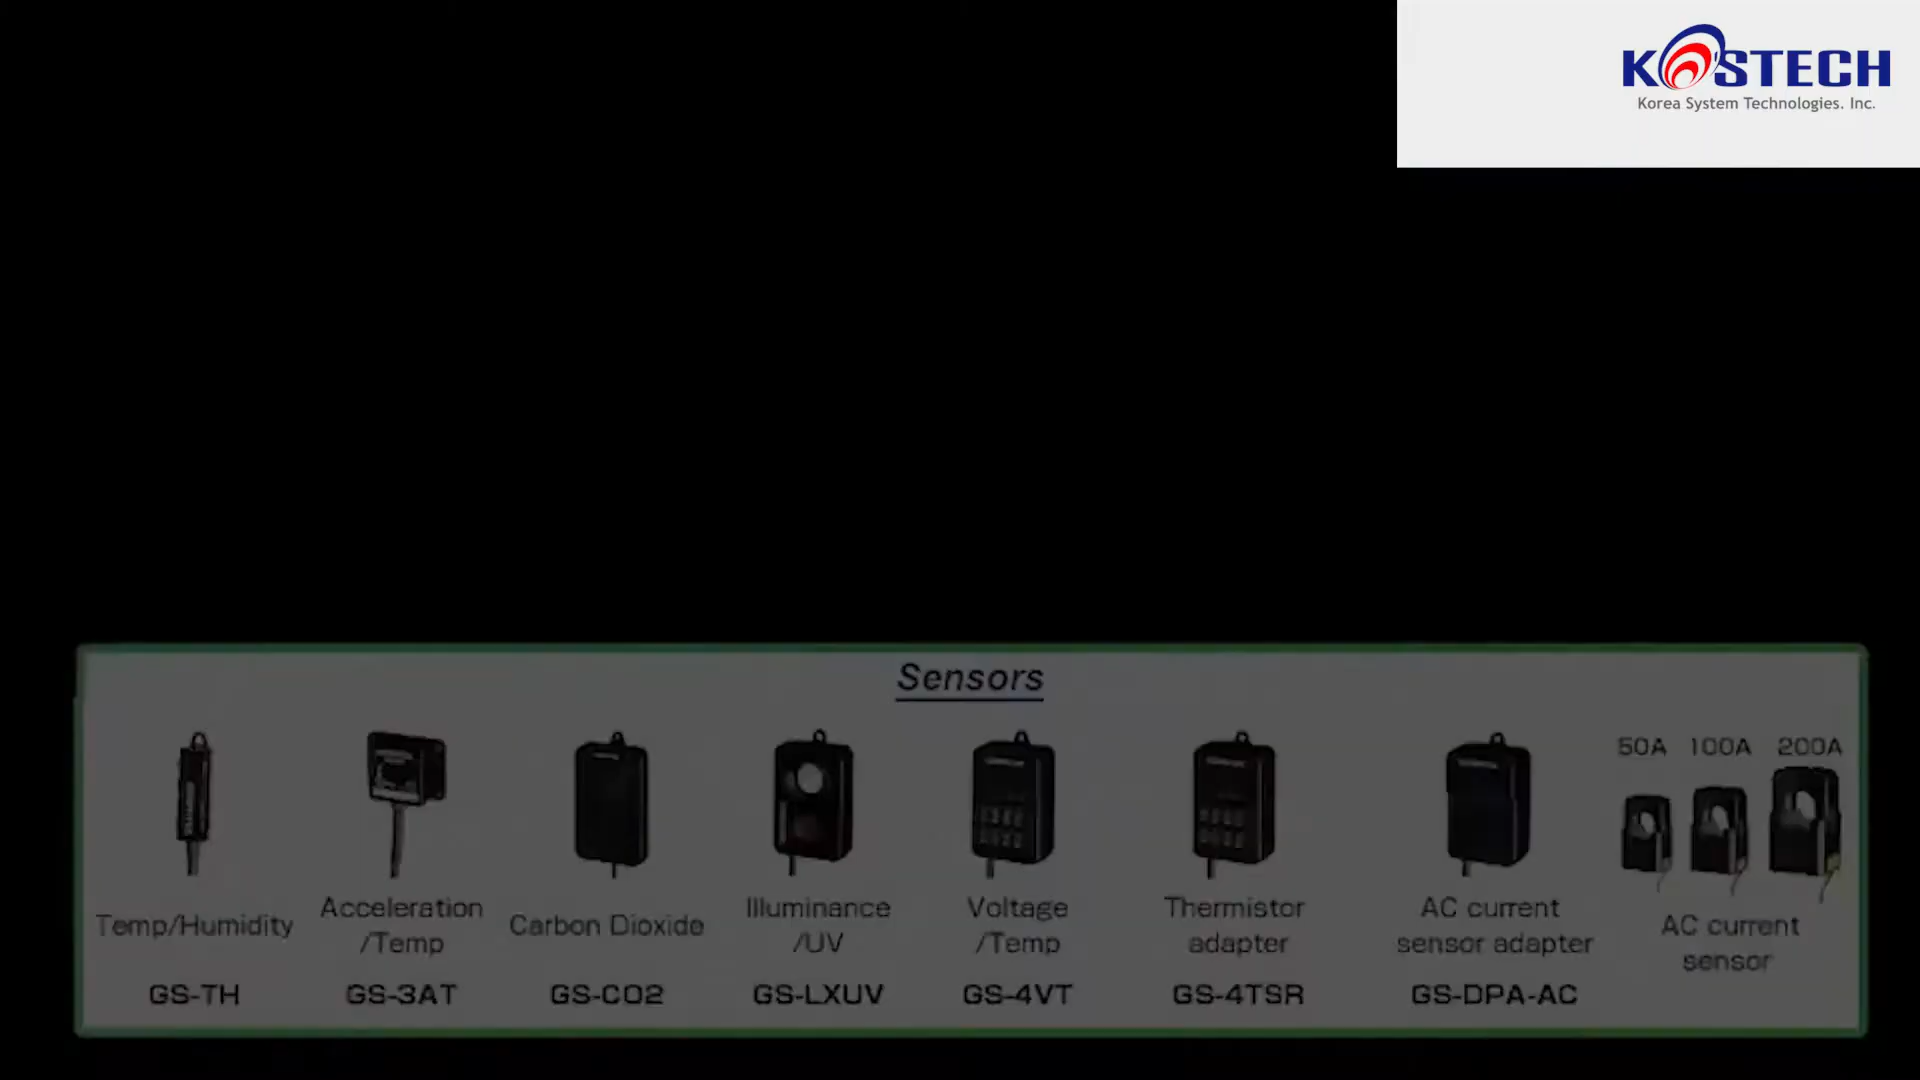 KOSTECH
Korea System Technologies. Inc.
Sensors
50A 100A 200A
Temp/Humidity
Acceleration
/Temp
Carbon Dioxide
Illuminance
/UV
Voltage
/Temp
Thermistor
adapter
AC current
sensor adapter
AC current
sensor
GS-TH
GS-3AT
GS-CO2
GS-LXUV
GS-4VT
GS-4TSR
GS-DPA-AC